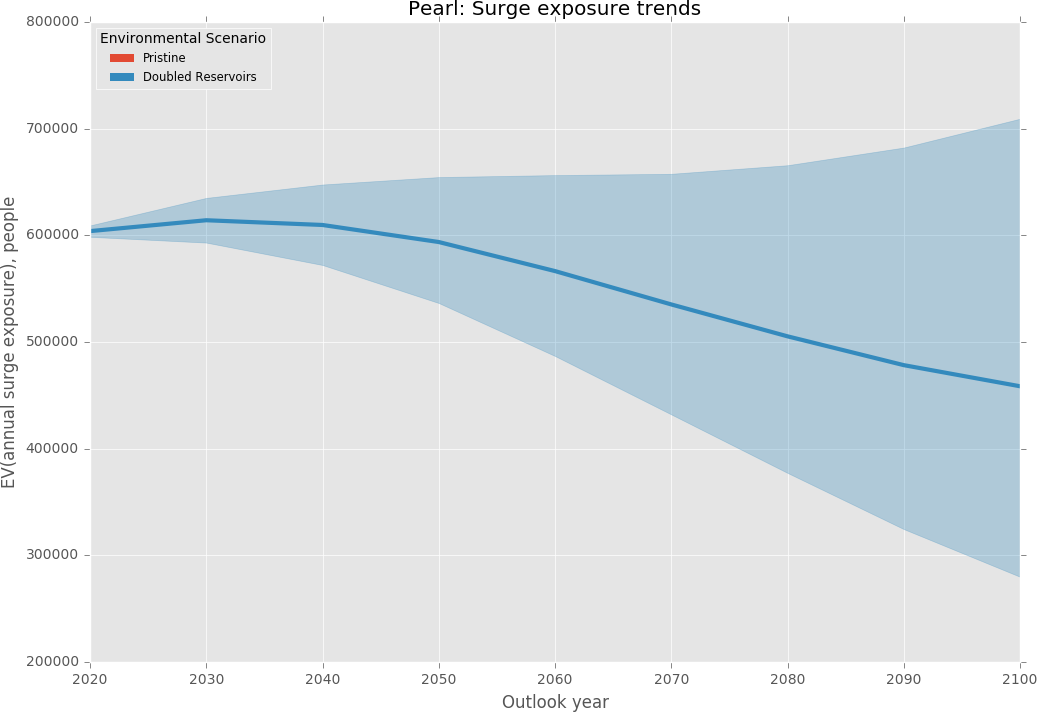 Pearl: Surge exposure trends
Environmental Scenario
Pristine
Doubled Reservoirs
EV(annual surge exposure), people
800000
700000
600000
500000
400000
300000
200000
2020 2030 2040 2050 2060 2070 2080 2090 2100
Outlook year